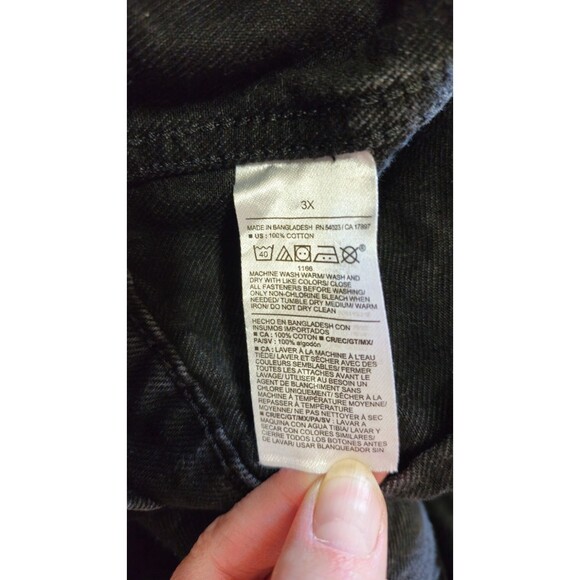 3X
MADE IN BANGLADESH RN 54023 / CA 17897
■ US : 100% COTTON
40
®
1166
MACHINE WASH WARM/ WASH AND
DRY WITH LIKE COLORS/ CLOSE
ALL FASTENERS BEFORE WASHING/
ONLY NON-CHLORINE BLEACH WHEN
NEEDED/ TUMBLE DRY MEDIUM/ WARM
IRON/ DO NOT DRY CLEAN
HECHO EN BANGLADESH CON
INSUMOS IMPORTADOS
■ CA : 100% COTTON ■ CR/EC/GT/MX/
PA/SV : 100% algodón
■ CA : LAVER À LA MACHINE À L'EAU
TIÈDE/ LAVER ET SÉCHER AVEC DES
COULEURS SEMBLABLES/ FERMER
TOUTES LES ATTACHES AVANT LE
LAVAGE/ UTILISER AU BESOIN UN
AGENT DE BLANCHIMENT SANS
CHLORE UNIQUEMENT/ SÉCHER À LA
MACHINE À TEMPÉRATURE MOYENNE/
REPASSER À TEMPÉRATURE
MOYENNE/ NE PAS NETTOYER À SEC
■ CR/EC/GT/MX/PA/SV : LAVAR A
MAQUINA CON AGUA TIBIA/ LAVAR Y
SECAR CON COLORES SIMILARES/
CIERRE TODOS LOS BOTONES ANTES
DE LAVAR/ USAR BLANQUEADOR SIN